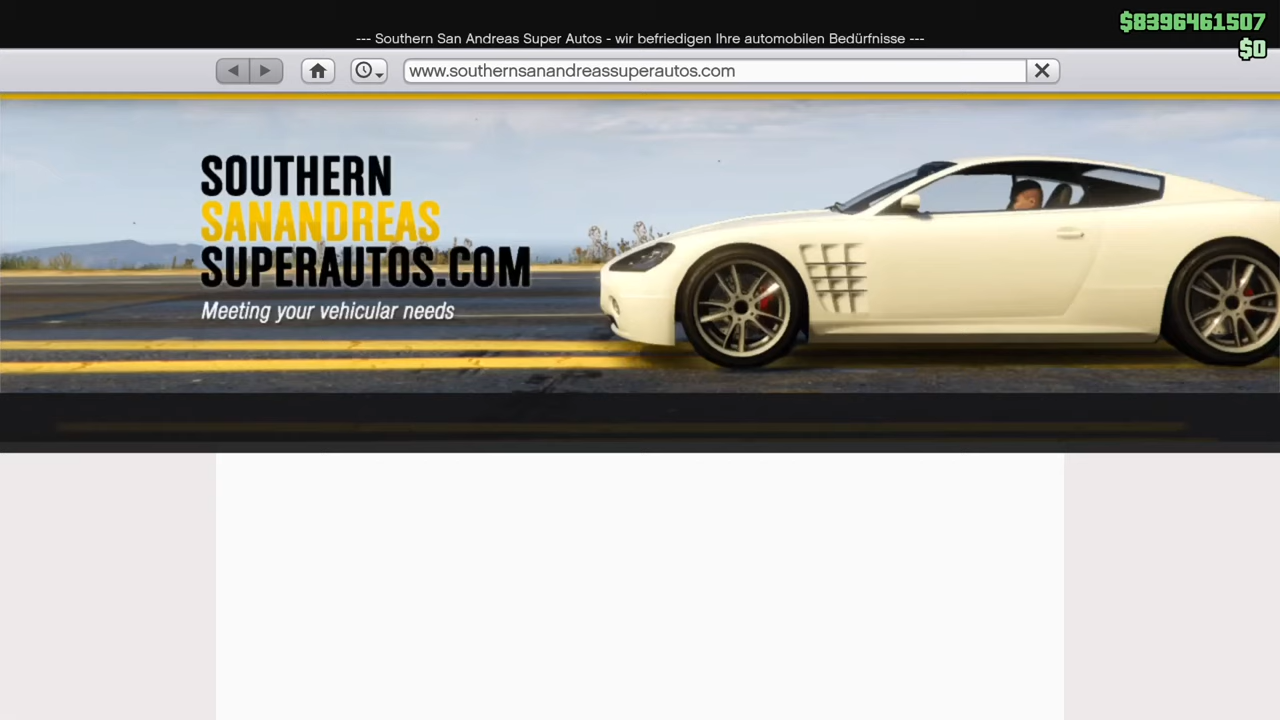 $8396461507
--- Southern San Andreas Super Autos - wir befriedigen Ihre automobilen Bedürfnisse ---
$0
www.southernsanandreassuperautos.com
SOUTHERN
SANANDREAS
SUPERAUTOS.COM
Meeting your vehicular needs